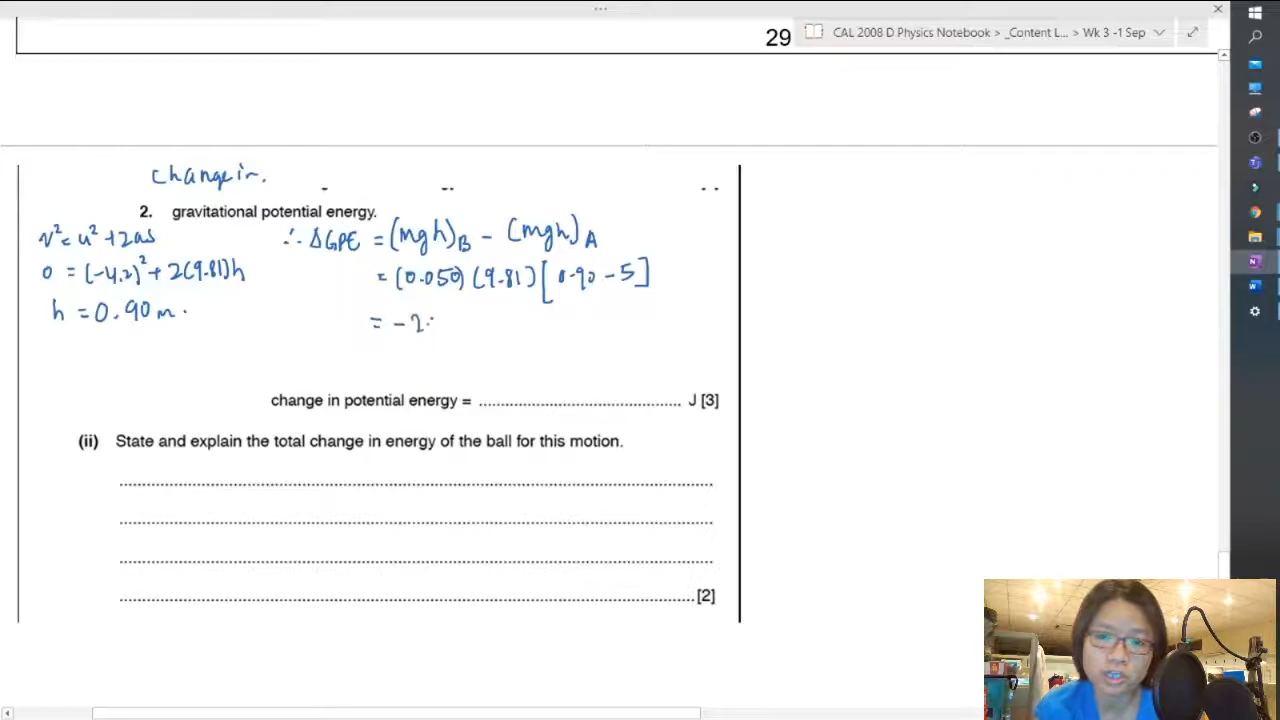 29
CAL 2008 D Physics Notebook > _Content L... > Wk 3 -1 Sep
change in.
2. gravitational potential energy.
v² = u² + 2as
0 = (-4.2)² + 2(9.81)h
h = 0.90 m.
∴ ΔGPE = (mgh)B - (mgh)A
= (0.050)(9.81)[0.90 - 5]
= -2.
change in potential energy = ................................................ J [3]
(ii) State and explain the total change in energy of the ball for this motion.
[2]